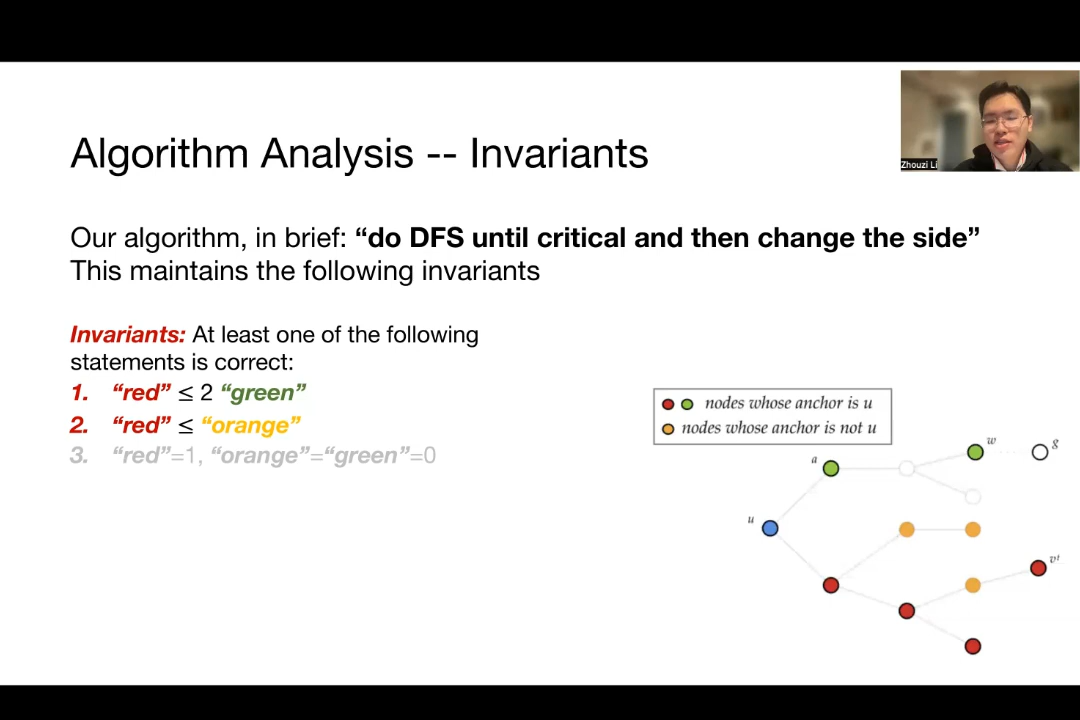 Zhouzi Li
Algorithm Analysis -- Invariants
Our algorithm, in brief: “do DFS until critical and then change the side”
This maintains the following invariants
Invariants: At least one of the following
statements is correct:
1. “red” ≤ 2 “green”
2. “red” ≤ “orange”
3. “red”=1, “orange”=“green”=0
nodes whose anchor is u
nodes whose anchor is not u
a
w
g
u
v^t